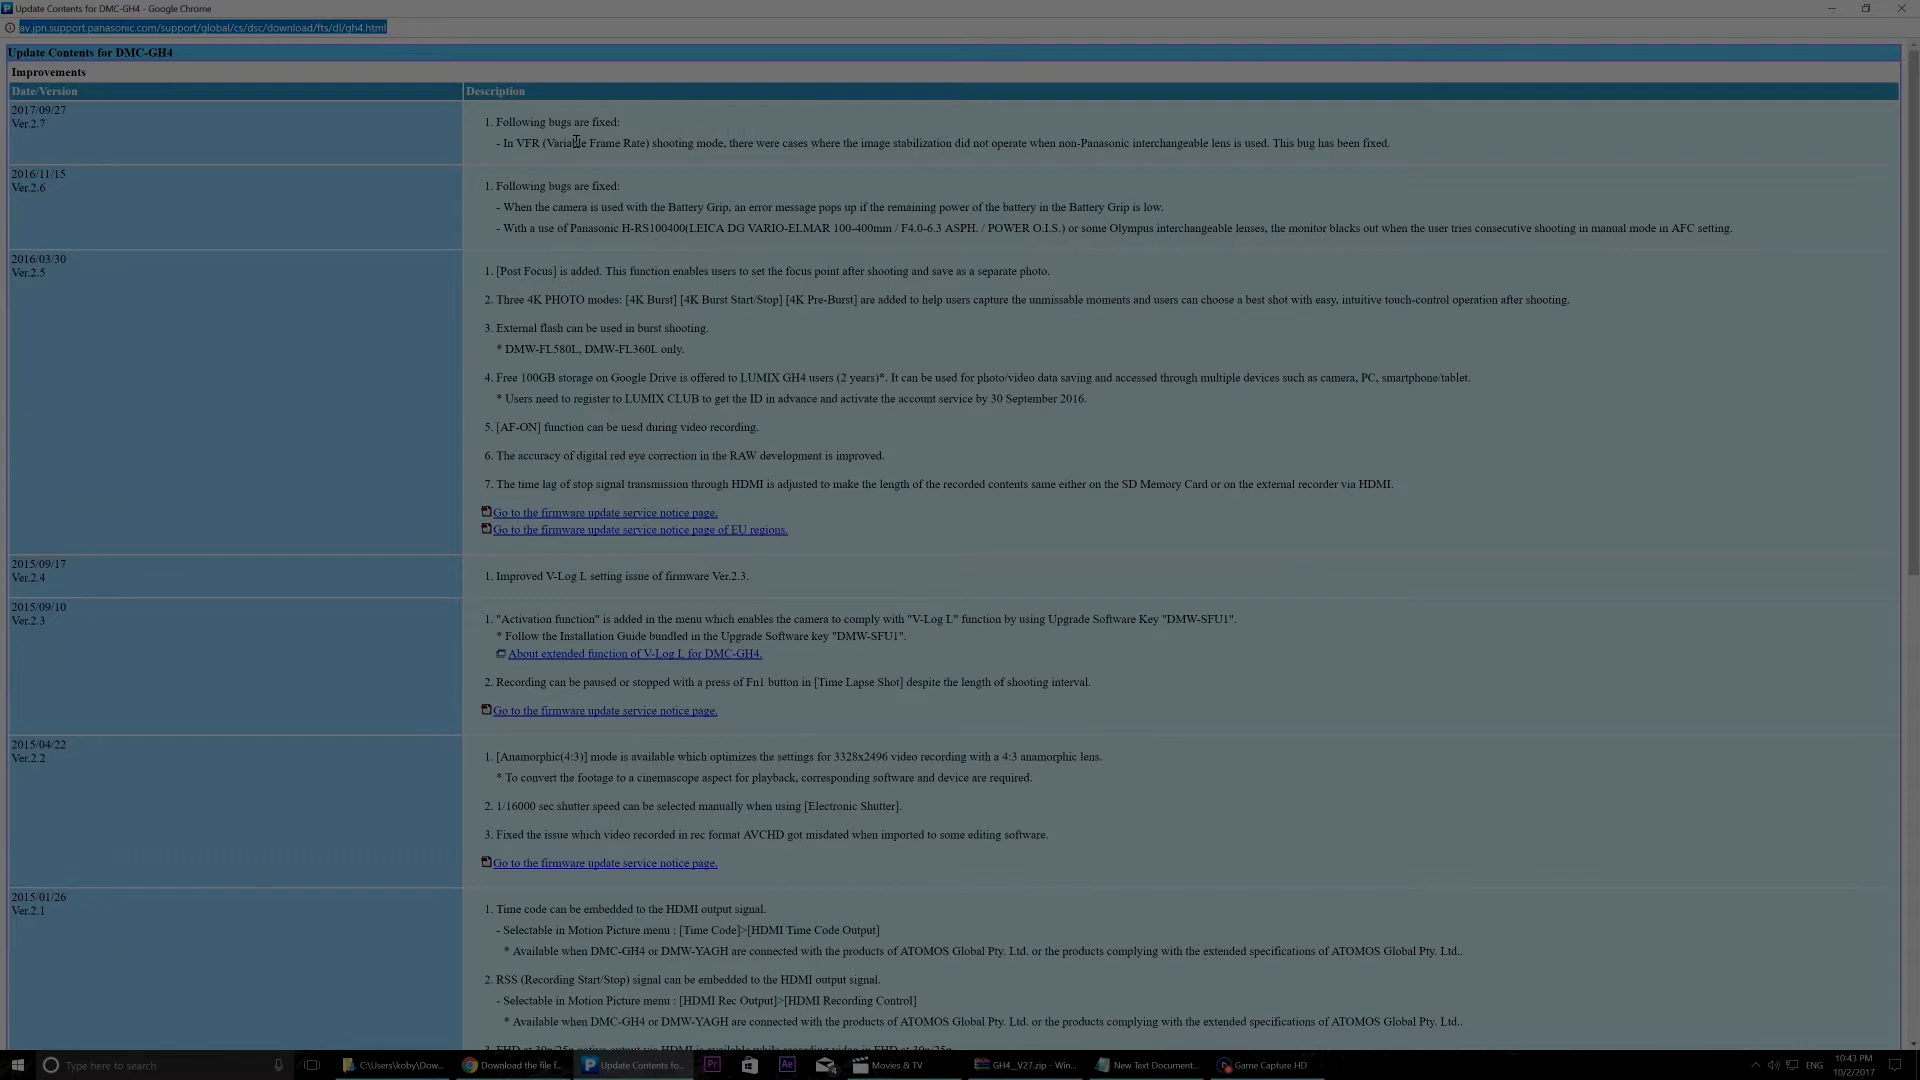 Update Contents for DMC-GH4 - Google Chrome
av.jpn.support.panasonic.com/support/global/cs/dsc/download/fts/dl/gh4.html
Update Contents for DMC-GH4
Improvements
Date/Version Description
2017/09/27
Ver.2.7
1. Following bugs are fixed:
- In VFR (Variable Frame Rate) shooting mode, there were cases where the image stabilization did not operate when non-Panasonic interchangeable lens is used. This bug has been fixed.
2016/11/15
Ver.2.6
1. Following bugs are fixed:
- When the camera is used with the Battery Grip, an error message pops up if the remaining power of the battery in the Battery Grip is low.
- With a use of Panasonic H-RS100400(LEICA DG VARIO-ELMAR 100-400mm / F4.0-6.3 ASPH. / POWER O.I.S.) or some Olympus interchangeable lenses, the monitor blacks out when the user tries consecutive shooting in manual mode in AFC setting.
2016/03/30
Ver.2.5
1. [Post Focus] is added. This function enables users to set the focus point after shooting and save as a separate photo.
2. Three 4K PHOTO modes: [4K Burst] [4K Burst Start/Stop] [4K Pre-Burst] are added to help users capture the unmissable moments and users can choose a best shot with easy, intuitive touch-control operation after shooting.
3. External flash can be used in burst shooting.
* DMW-FL580L, DMW-FL360L only.
4. Free 100GB storage on Google Drive is offered to LUMIX GH4 users (2 years)*. It can be used for photo/video data saving and accessed through multiple devices such as camera, PC, smartphone/tablet.
* Users need to register to LUMIX CLUB to get the ID in advance and activate the account service by 30 September 2016.
5. [AF-ON] function can be uesd during video recording.
6. The accuracy of digital red eye correction in the RAW development is improved.
7. The time lag of stop signal transmission through HDMI is adjusted to make the length of the recorded contents same either on the SD Memory Card or on the external recorder via HDMI.
Go to the firmware update service notice page.
Go to the firmware update service notice page of EU regions.
2015/09/17
Ver.2.4
1. Improved V-Log L setting issue of firmware Ver.2.3.
2015/09/10
Ver.2.3
1. "Activation function" is added in the menu which enables the camera to comply with "V-Log L" function by using Upgrade Software Key "DMW-SFU1".
* Follow the Installation Guide bundled in the Upgrade Software key "DMW-SFU1".
About extended function of V-Log L for DMC-GH4.
2. Recording can be paused or stopped with a press of Fn1 button in [Time Lapse Shot] despite the length of shooting interval.
Go to the firmware update service notice page.
2015/04/22
Ver.2.2
1. [Anamorphic(4:3)] mode is available which optimizes the settings for 3328x2496 video recording with a 4:3 anamorphic lens.
* To convert the footage to a cinemascope aspect for playback, corresponding software and device are required.
2. 1/16000 sec shutter speed can be selected manually when using [Electronic Shutter].
3. Fixed the issue which video recorded in rec format AVCHD got misdated when imported to some editing software.
Go to the firmware update service notice page.
2015/01/26
Ver.2.1
1. Time code can be embedded to the HDMI output signal.
- Selectable in Motion Picture menu : [Time Code]>[HDMI Time Code Output]
* Available when DMC-GH4 or DMW-YAGH are connected with the products of ATOMOS Global Pty. Ltd. or the products complying with the extended specifications of ATOMOS Global Pty. Ltd..
2. RSS (Recording Start/Stop) signal can be embedded to the HDMI output signal.
- Selectable in Motion Picture menu : [HDMI Rec Output]>[HDMI Recording Control]
* Available when DMC-GH4 or DMW-YAGH are connected with the products of ATOMOS Global Pty. Ltd. or the products complying with the extended specifications of ATOMOS Global Pty. Ltd..
Type here to search C:\Users\koby\Dow... Download the file f... Update Contents fo... Pr Ae Movies & TV GH4__V27.zip - Win... New Text Document... Game Capture HD ENG 10:43 PM
10/2/2017